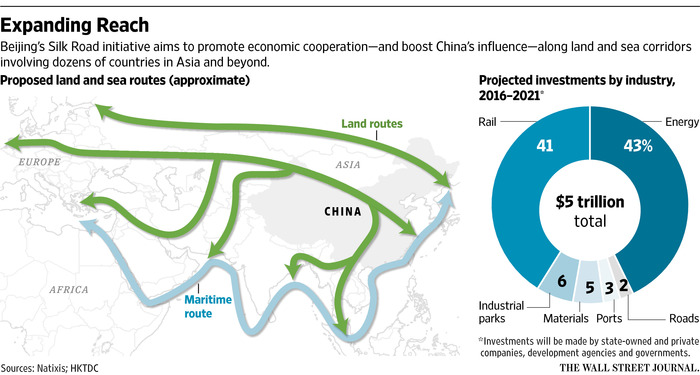 Expanding Reach
Beijing's Silk Road initiative aims to promote economic cooperation—and boost China's influence—along land and sea corridors
involving dozens of countries in Asia and beyond.
Proposed land and sea routes (approximate)
Land routes
EUROPE
ASIA
CHINA
AFRICA
Maritime
route
Projected investments by industry,
2016–2021*
Rail
Energy
41
43%
$5 trillion
total
6
5
3
2
Industrial
parks
Materials
Ports
Roads
*Investments will be made by state-owned and private
companies, development agencies and governments.
Sources: Natixis; HKTDC
THE WALL STREET JOURNAL.